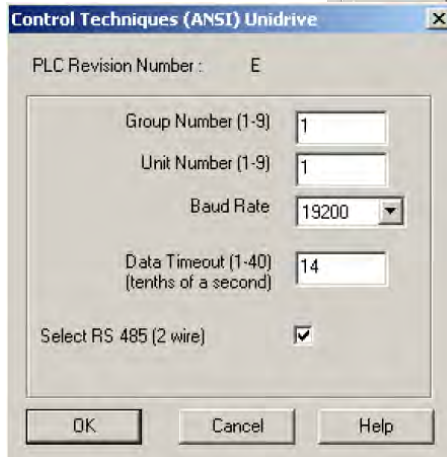 Control Techniques (ANSI) Unidrive
PLC Revision Number : E
Group Number (1-9) 1
Unit Number (1-9) 1
Baud Rate 19200
Data Timeout (1-40) 14
(tenths of a second)
Select RS 485 (2 wire)
OK Cancel Help